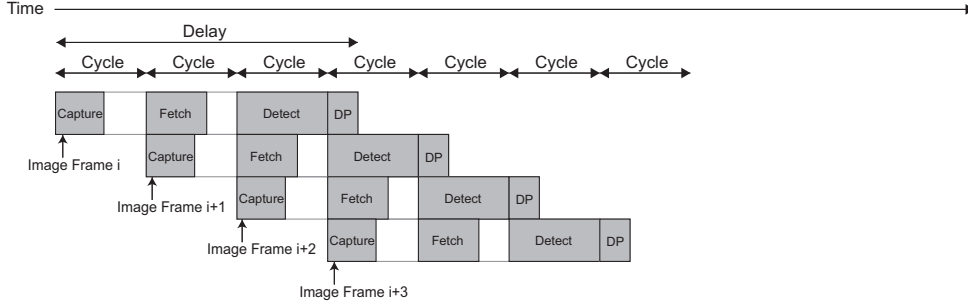 Time
Delay
Cycle Cycle Cycle Cycle Cycle Cycle Cycle
Capture Fetch Detect DP
Image Frame i
Capture Fetch Detect DP
Image Frame i+1
Capture Fetch Detect DP
Image Frame i+2
Capture Fetch Detect DP
Image Frame i+3